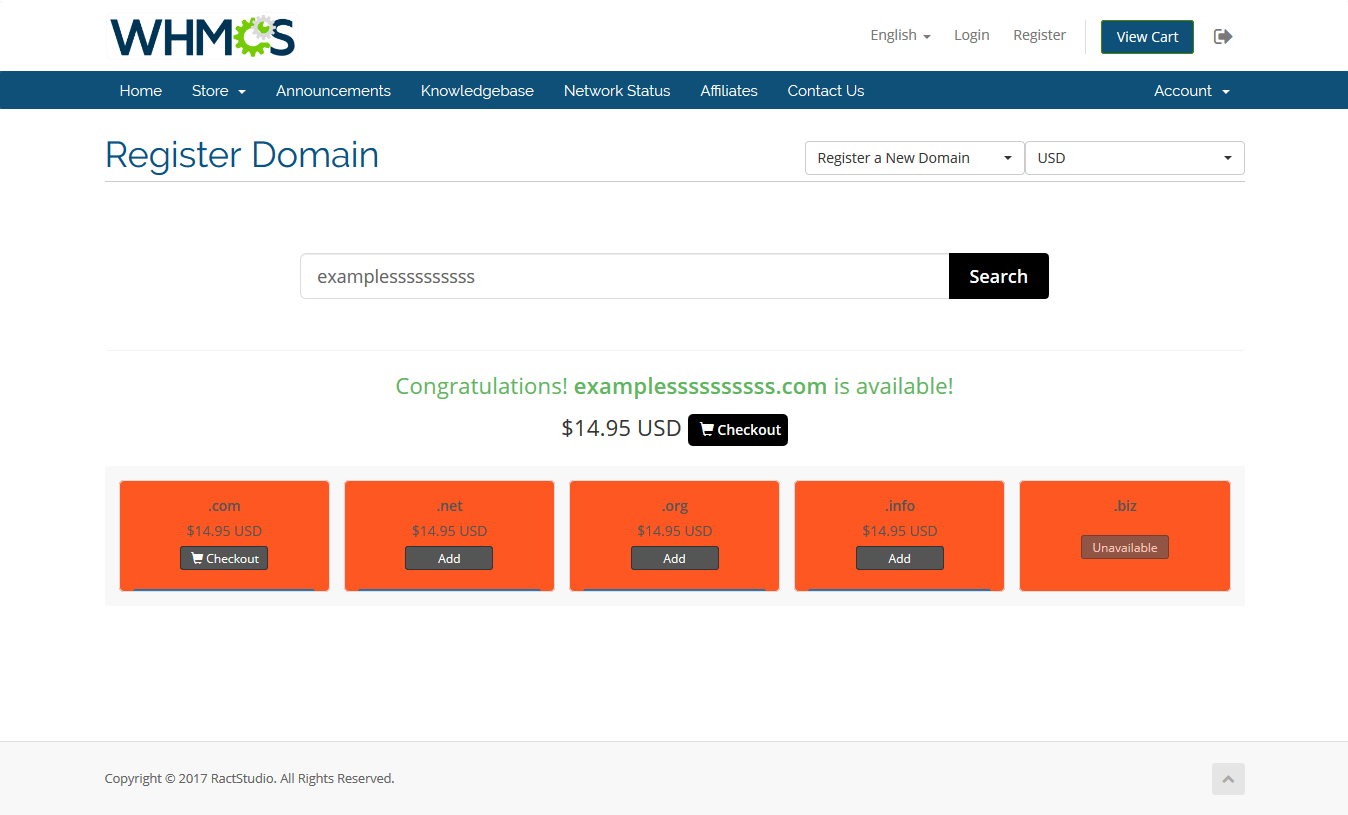 WHMCS
English
Login
Register
View Cart
Home
Store
Announcements
Knowledgebase
Network Status
Affiliates
Contact Us
Account
Register Domain
Register a New Domain
USD
examplessssssssss
Search
Congratulations! examplessssssssss.com is available!
$14.95 USD
Checkout
.com
$14.95 USD
Checkout
.net
$14.95 USD
Add
.org
$14.95 USD
Add
.info
$14.95 USD
Add
.biz
Unavailable
Copyright © 2017 RactStudio. All Rights Reserved.